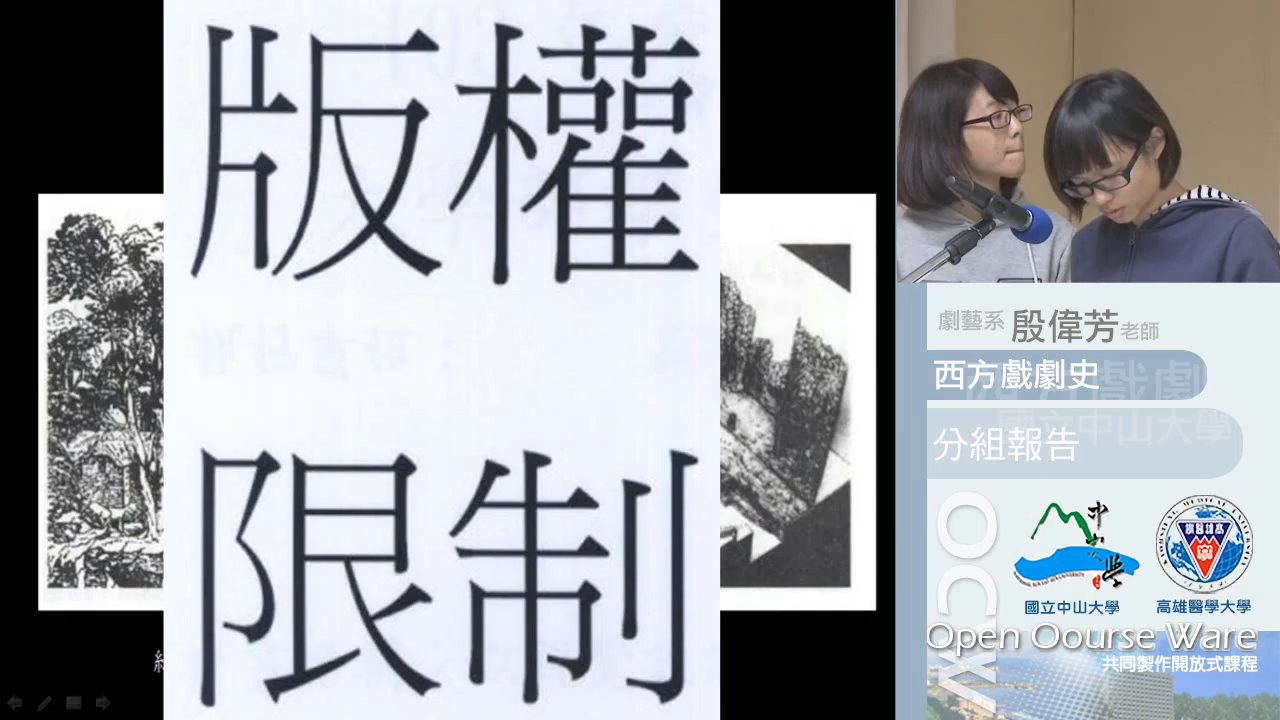 版權
限制
劇藝系 殷偉芳老師
西方戲劇史
分組報告
OCW
國立中山大學
高雄醫學大學
Open Oourse Ware
共同製作開放式課程